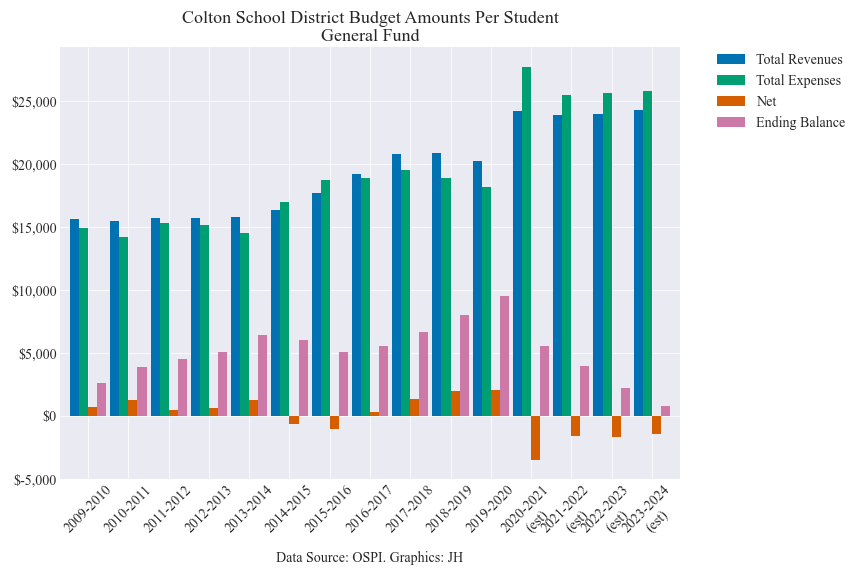 Colton School District Budget Amounts Per Student
General Fund
Total Revenues
Total Expenses
Net
Ending Balance
$25,000
$20,000
$15,000
$10,000
$5,000
$0
$-5,000
2009-2010
2010-2011
2011-2012
2012-2013
2013-2014
2014-2015
2015-2016
2016-2017
2017-2018
2018-2019
2019-2020
2020-2021
(est)
2021-2022
(est)
2022-2023
(est)
2023-2024
(est)
Data Source: OSPI. Graphics: JH